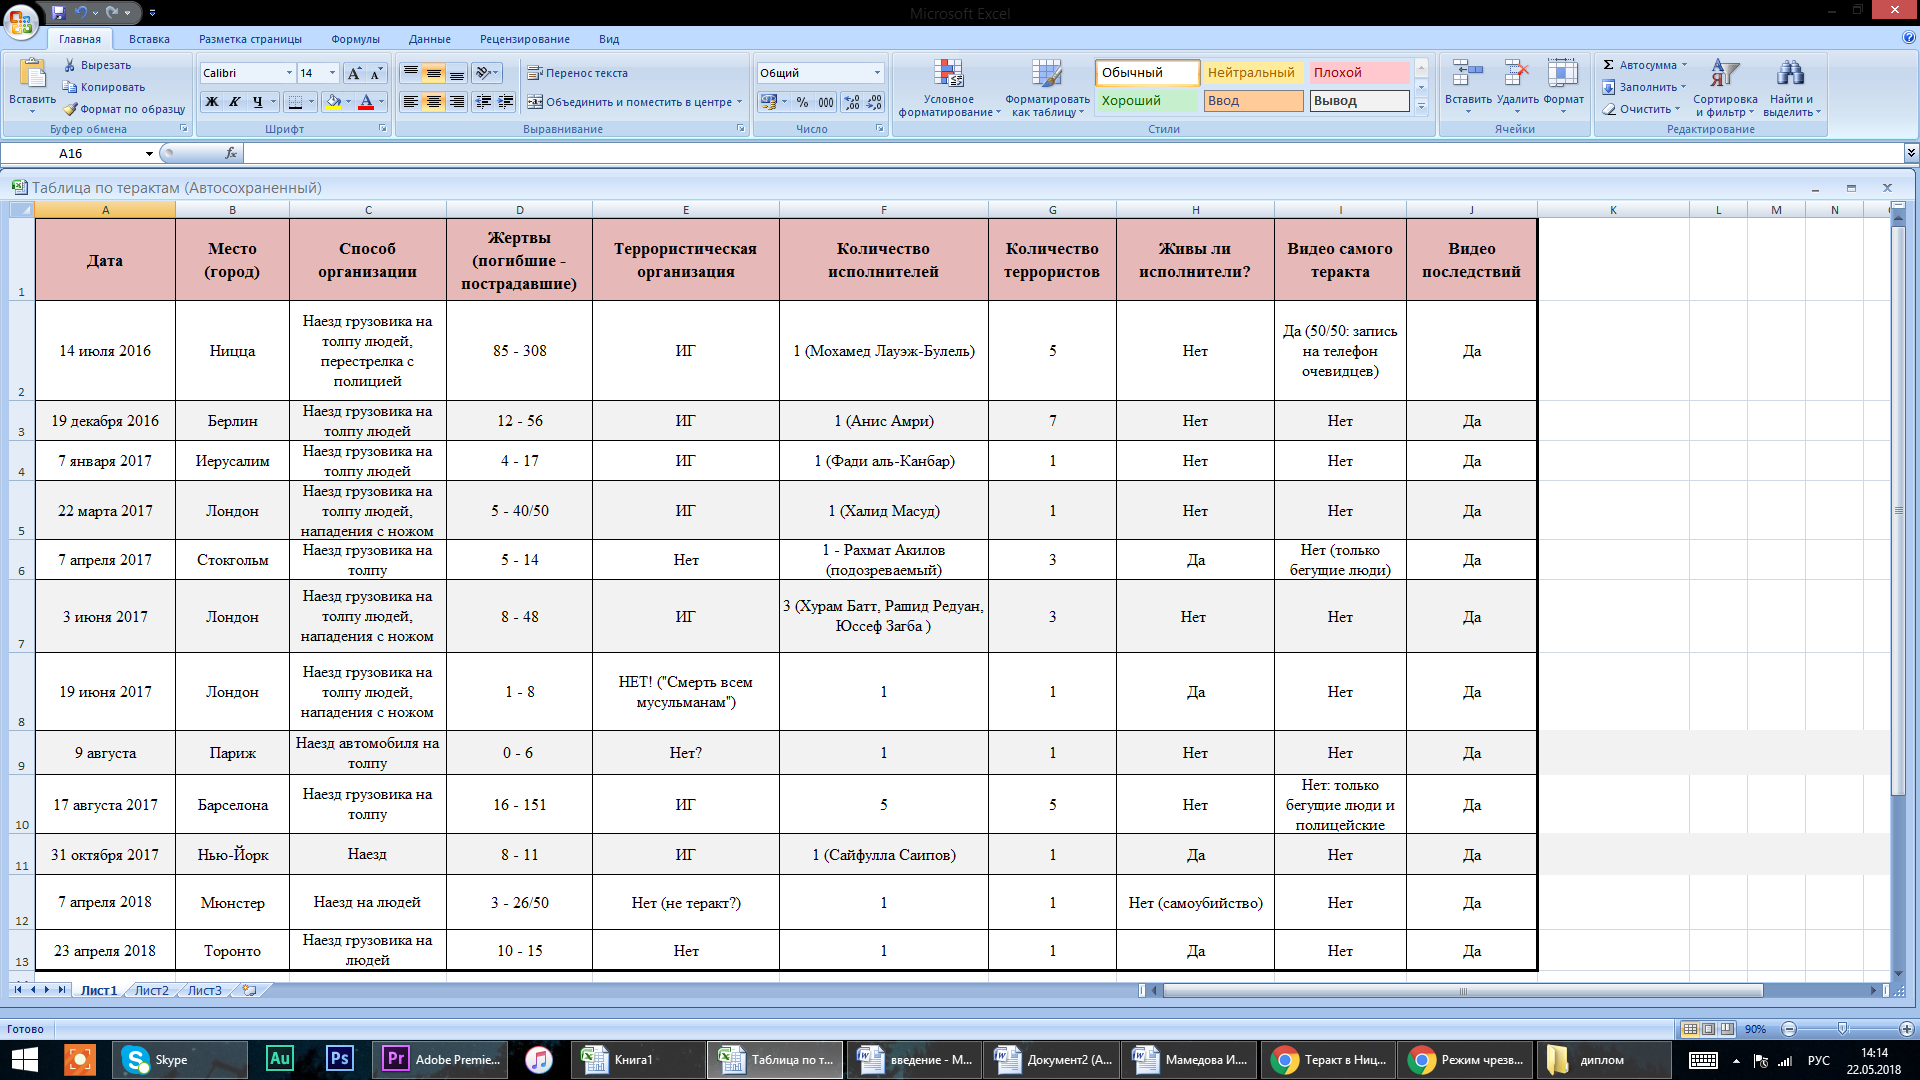 Microsoft Excel
Главная Вставка Разметка страницы Формулы Данные Рецензирование Вид
Вставить
Вырезать
Копировать
Формат по образцу
Буфер обмена
Calibri 14
Ж К Ч
Шрифт
Перенос текста
Объединить и поместить в центре
Выравнивание
Общий
% 000
Число
Условное форматирование
Форматировать как таблицу
Обычный Нейтральный Плохой
Хороший Ввод Вывод
Стили
Вставить Удалить Формат
Ячейки
Σ Автосумма
Заполнить
Очистить
Сортировка и фильтр
Найти и выделить
Редактирование
A16 fx
Таблица по терактам (Автосохраненный)
A B C D E F G H I J K L M N
1 Дата Место (город) Способ организации Жертвы (погибшие - пострадавшие) Террористическая организация Количество исполнителей Количество террористов Живы ли исполнители? Видео самого теракта Видео последствий
2 14 июля 2016 Ницца Наезд грузовика на толпу людей, перестрелка с полицией 85 - 308 ИГ 1 (Мохамед Лауэж-Булель) 5 Нет Да (50/50: запись на телефон очевидцев) Да
3 19 декабря 2016 Берлин Наезд грузовика на толпу людей 12 - 56 ИГ 1 (Анис Амри) 7 Нет Нет Да
4 7 января 2017 Иерусалим Наезд грузовика на толпу людей 4 - 17 ИГ 1 (Фади аль-Канбар) 1 Нет Нет Да
5 22 марта 2017 Лондон Наезд грузовика на толпу людей, нападения с ножом 5 - 40/50 ИГ 1 (Халид Масуд) 1 Нет Нет Да
6 7 апреля 2017 Стокгольм Наезд грузовика на толпу 5 - 14 Нет 1 - Рахмат Акилов (подозреваемый) 3 Да Нет (только бегущие люди) Да
7 3 июня 2017 Лондон Наезд грузовика на толпу людей, нападения с ножом 8 - 48 ИГ 3 (Хурам Батт, Рашид Редуан, Юссеф Загба ) 3 Нет Нет Да
8 19 июня 2017 Лондон Наезд грузовика на толпу людей, нападения с ножом 1 - 8 НЕТ! ("Смерть всем мусульманам") 1 1 Да Нет Да
9 9 августа Париж Наезд автомобиля на толпу 0 - 6 Нет? 1 1 Нет Нет Да
10 17 августа 2017 Барселона Наезд грузовика на толпу 16 - 151 ИГ 5 5 Нет Нет: только бегущие люди и полицейские Да
11 31 октября 2017 Нью-Йорк Наезд 8 - 11 ИГ 1 (Сайфулла Саипов) 1 Да Нет Да
12 7 апреля 2018 Мюнстер Наезд на людей 3 - 26/50 Нет (не теракт?) 1 1 Нет (самоубийство) Нет Да
13 23 апреля 2018 Торонто Наезд грузовика на людей 10 - 15 Нет 1 1 Да Нет Да
Лист1 Лист2 Лист3
Готово 90%
Skype Au Ps Pr Adobe Premie... Книга1 Таблица по т... введение - М... Документ2 (А... Мамедова И.... Теракт в Ниц... Режим чрезв... диплом РУС 14:14
22.05.2018